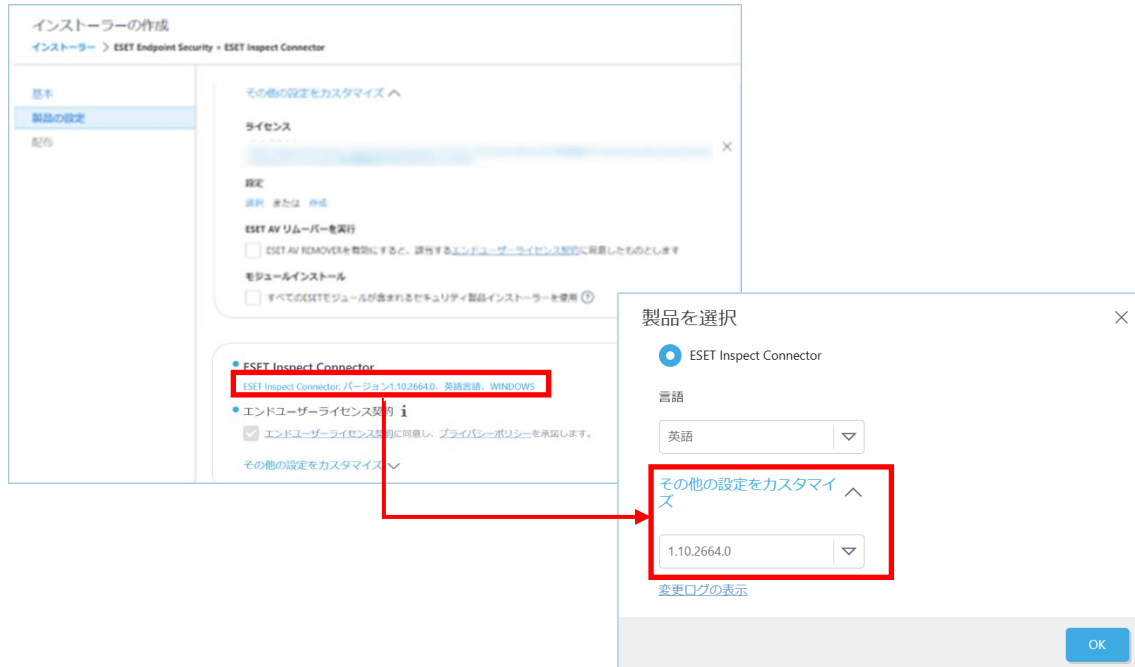 インストーラーの作成
インストーラー > ESET Endpoint Security + ESET Inspect Connector
基本
製品の設定
配布
その他の設定をカスタマイズ
ライセンス
設定
選択 または 作成
ESET AV リムーバーを実行
ESET AV REMOVERを有効にすると、該当するエンドユーザーライセンス契約に同意したものとします
モジュールインストール
すべてのESETモジュールが含まれるセキュリティ製品インストーラーを使用
ESET Inspect Connector
ESET Inspect Connector: バージョン1.10.2664.0、英語言語、WINDOWS
エンドユーザーライセンス契約
エンドユーザーライセンス契約に同意し、プライバシーポリシーを承諾します。
その他の設定をカスタマイズ
製品を選択
ESET Inspect Connector
言語
英語
その他の設定をカスタマイ
ズ
1.10.2664.0
変更ログの表示
OK